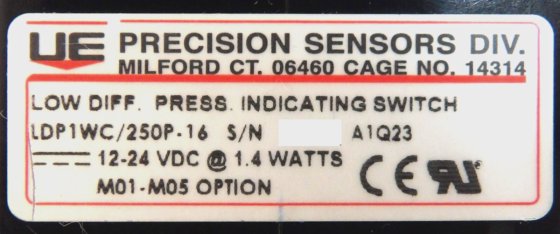 UE PRECISION SENSORS DIV.
MILFORD CT. 06460 CAGE NO. 14314
LOW DIFF. PRESS. INDICATING SWITCH
LDP1WC/250P-16 S/N A1Q23
12-24 VDC @ 1.4 WATTS
M01-M05 OPTION CE RU